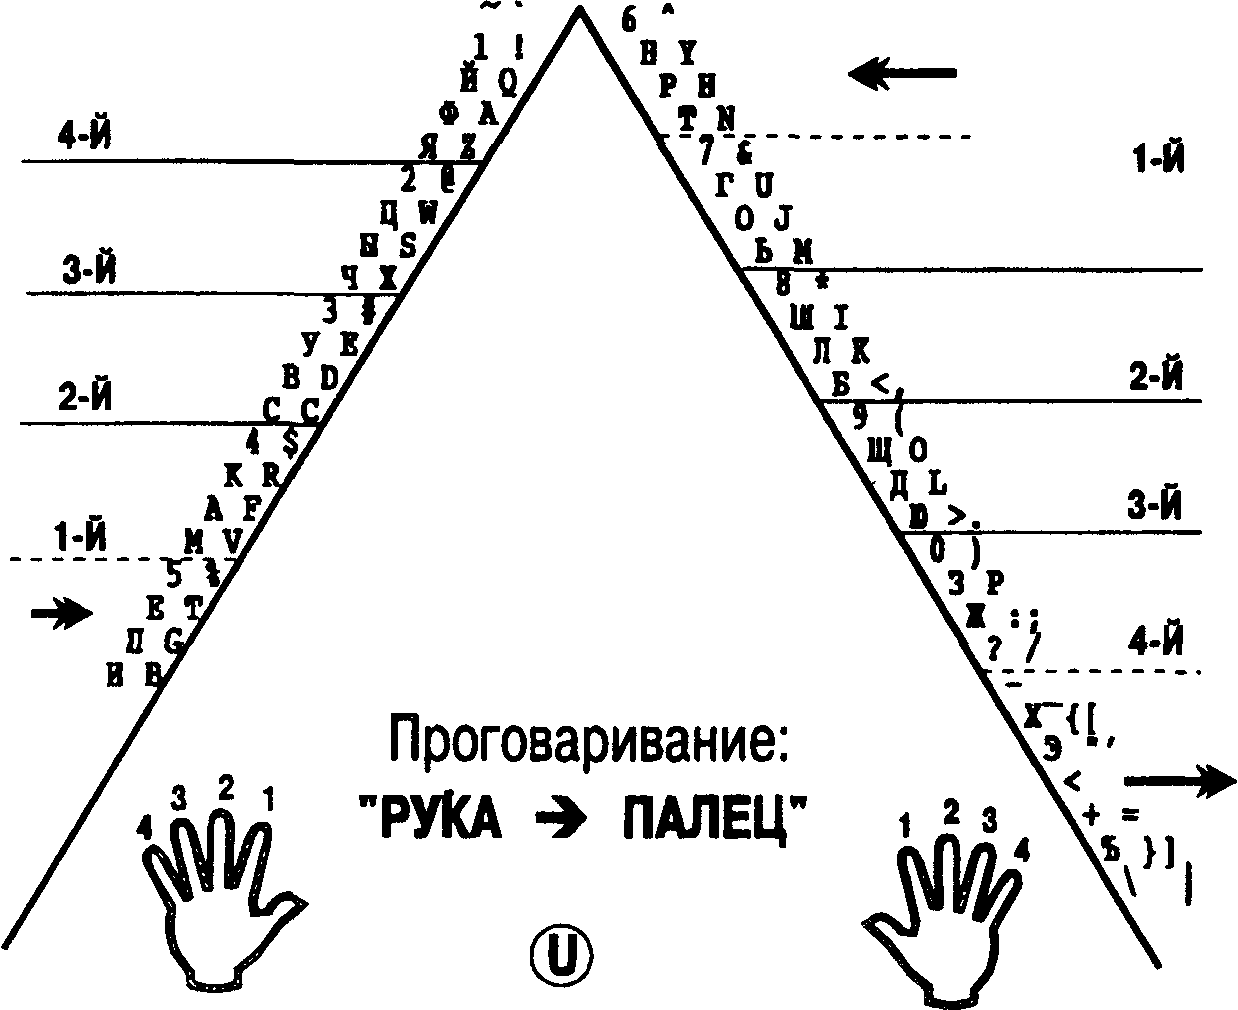 ~ `
1 !
Й Q
Ф A
Я Z
4-Й
2 @
Ц W
Ы S
Ч X
3-Й
3 #
У E
В D
С C
2-Й
4 $
К R
А F
М V
1-Й
5 %
Е T
П G
И B
6 ^
Н Y
Р H
Т N
7 &
Г U
О J
Ь M
1-Й
8 *
Ш I
Л K
Б < ,
2-Й
9 (
Щ O
Д L
Ю > .
3-Й
0 )
З P
Ж : ;
? /
4-Й
_ -
Х { [
Э " '
<
+ =
Ъ } ]
\ |
Проговаривание:
"РУКА → ПАЛЕЦ"
4 3 2 1
1 2 3 4
U